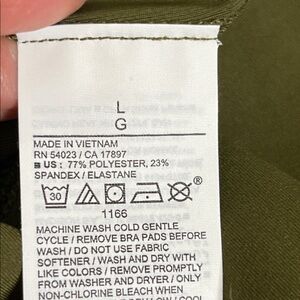 L
G
MADE IN VIETNAM
RN 54023 / CA 17897
US : 77% POLYESTER, 23%
SPANDEX / ELASTANE
30
®
1166
MACHINE WASH COLD GENTLE
CYCLE / REMOVE BRA PADS BEFORE
WASH / DO NOT USE FABRIC
SOFTENER / WASH AND DRY WITH
LIKE COLORS / REMOVE PROMPTLY
FROM WASHER AND DRYER / ONLY
NON-CHLORINE BLEACH WHEN